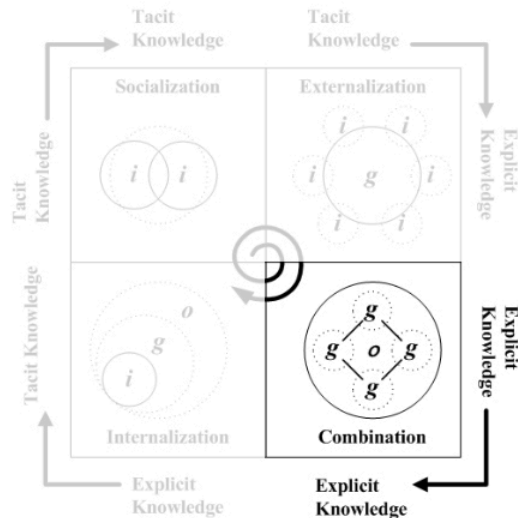 Tacit
Knowledge
Tacit
Knowledge
Socialization
Externalization
i
i
i
i
i
g
i
i
i
Tacit
Knowledge
Explicit
Knowledge
Tacit Knowledge
o
g
i
g
g
o
g
g
Explicit
Knowledge
Internalization
Combination
Explicit
Knowledge
Explicit
Knowledge